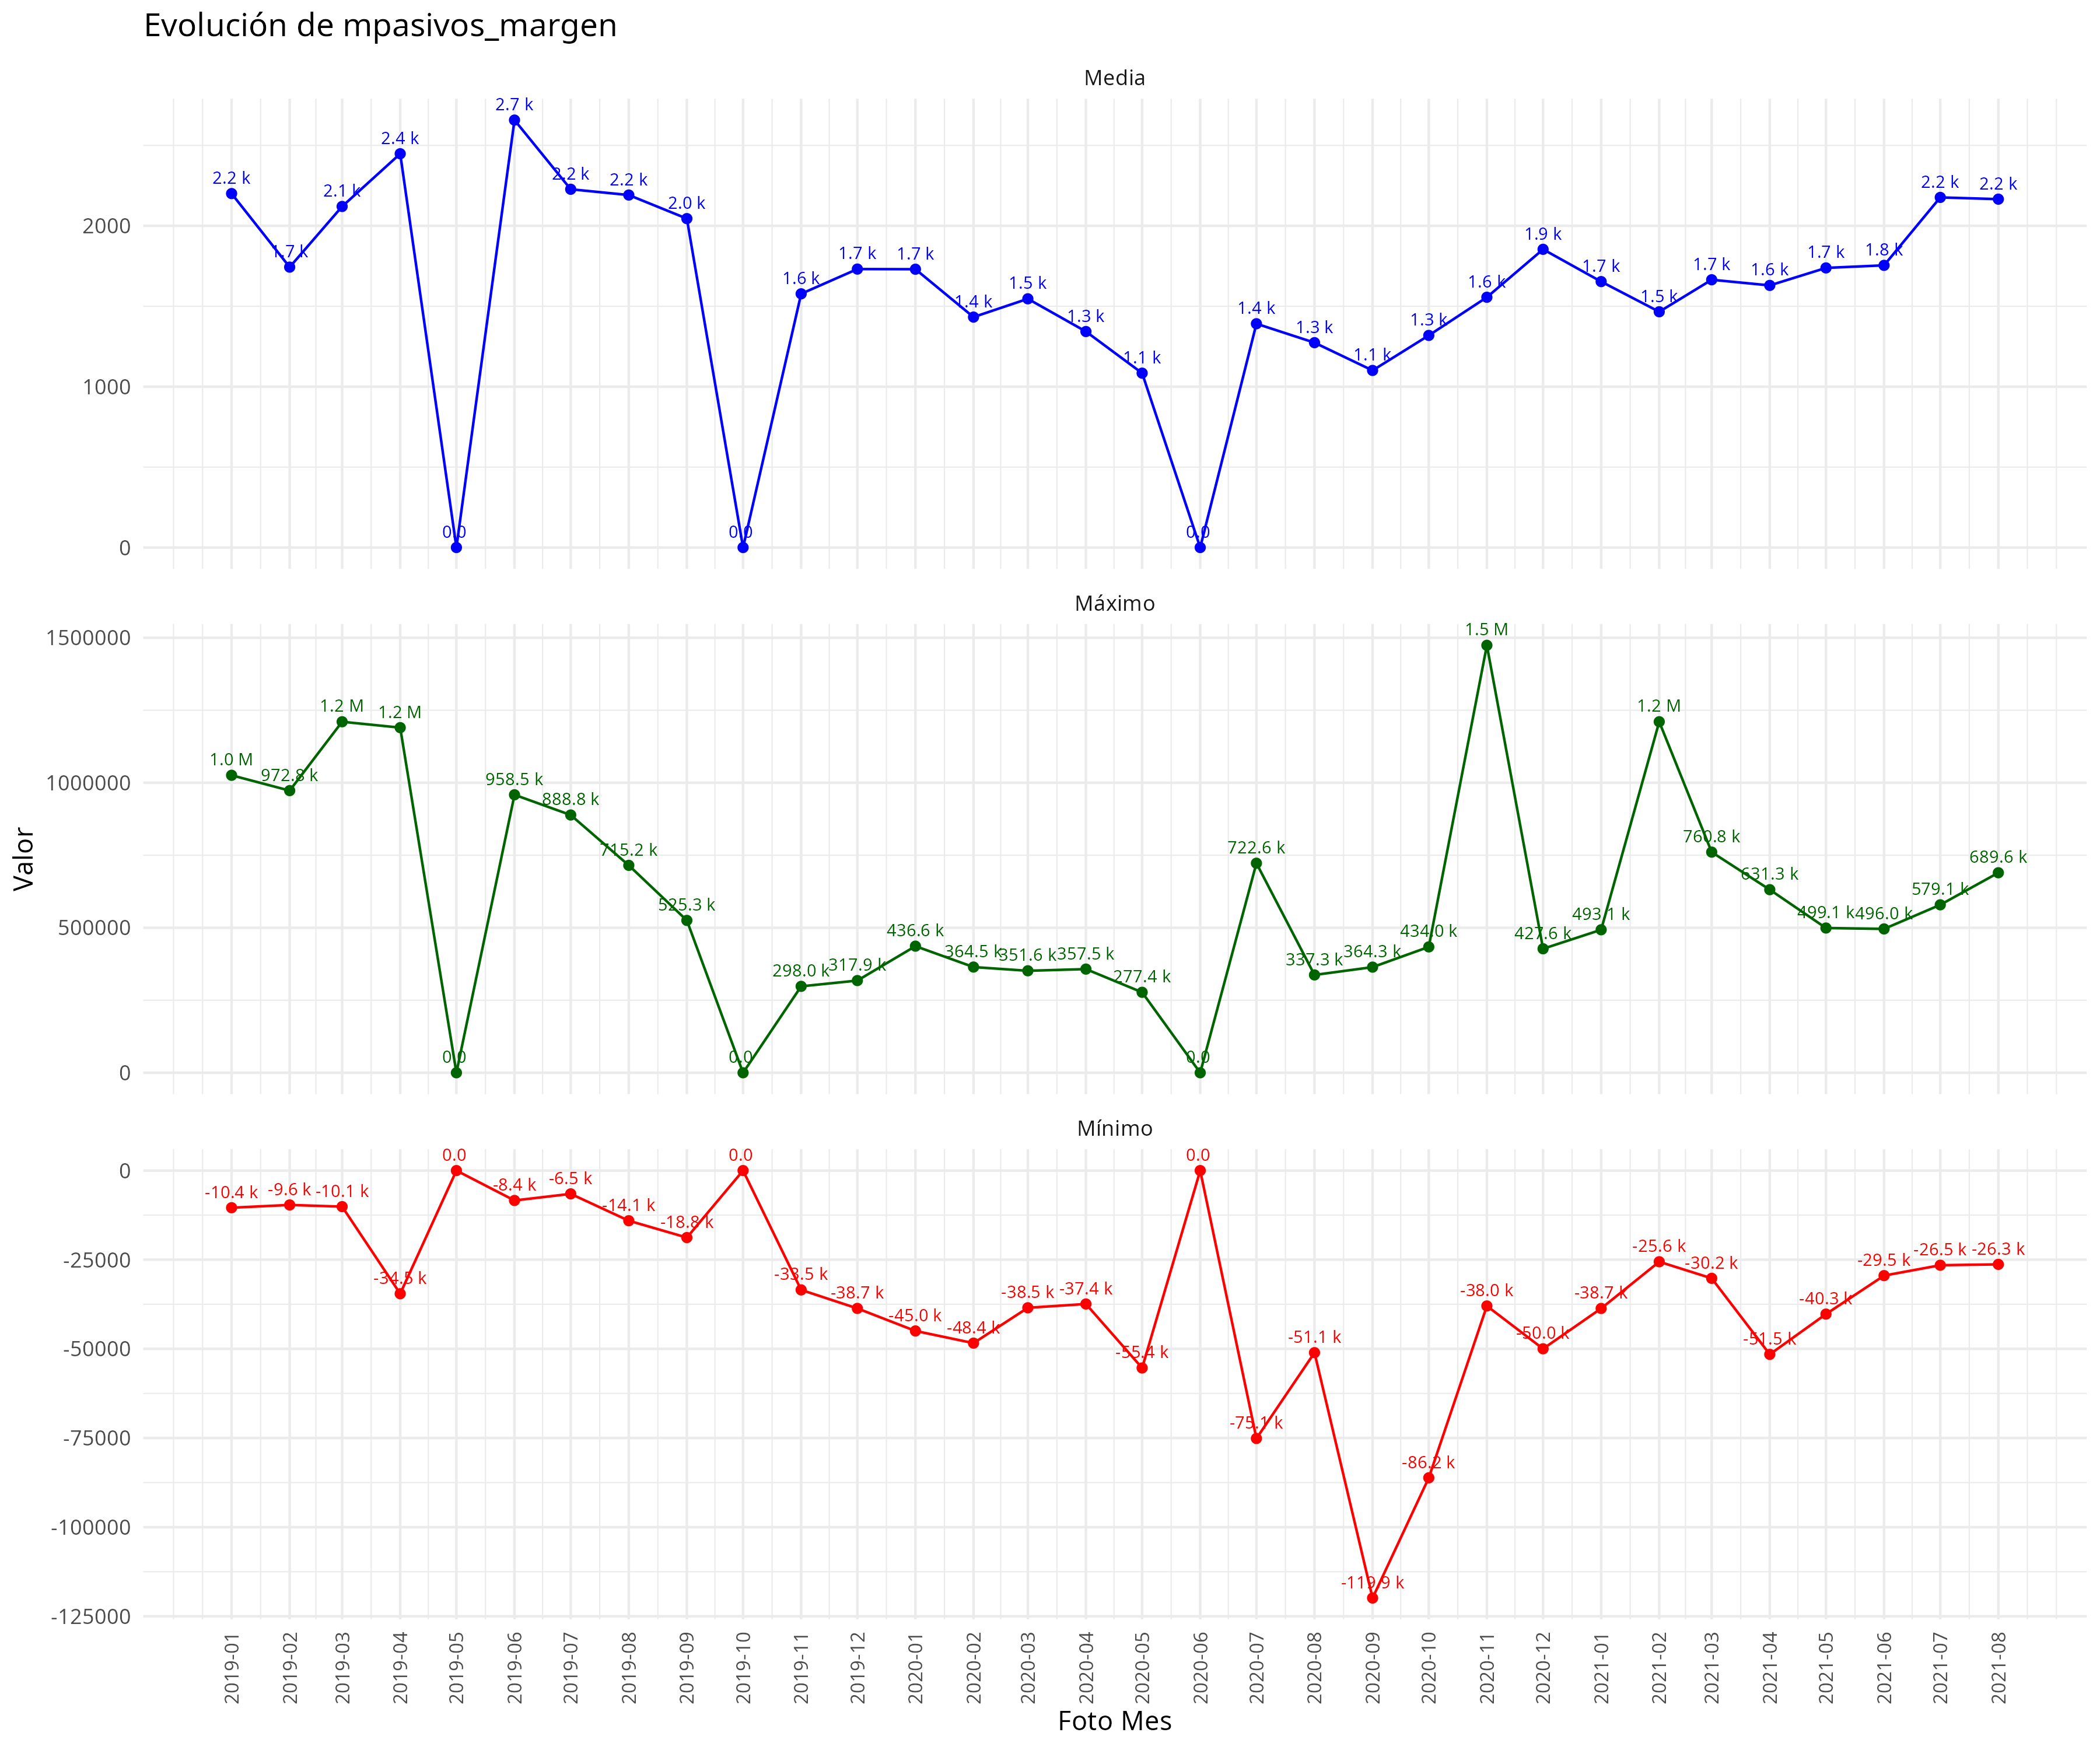 Evolución de mpasivos_margen
Media
2.2 k
1.7 k
2.1 k
2.4 k
0.0
2.7 k
2.2 k
2.2 k
2.0 k
0.0
1.6 k
1.7 k
1.7 k
1.4 k
1.5 k
1.3 k
1.1 k
0.0
1.4 k
1.3 k
1.1 k
1.3 k
1.6 k
1.9 k
1.7 k
1.5 k
1.7 k
1.6 k
1.7 k
1.8 k
2.2 k
2.2 k
2000
1000
0
Máximo
1.0 M
972.8 k
1.2 M
1.2 M
0.0
958.5 k
888.8 k
715.2 k
525.3 k
0.0
298.0 k
317.9 k
436.6 k
364.5 k
351.6 k
357.5 k
277.4 k
0.0
722.6 k
337.3 k
364.3 k
434.0 k
1.5 M
427.6 k
493.1 k
1.2 M
760.8 k
631.3 k
499.1 k
496.0 k
579.1 k
689.6 k
1500000
1000000
500000
0
Valor
Mínimo
-10.4 k
-9.6 k
-10.1 k
-34.5 k
0.0
-8.4 k
-6.5 k
-14.1 k
-18.8 k
0.0
-33.5 k
-38.7 k
-45.0 k
-48.4 k
-38.5 k
-37.4 k
-55.4 k
0.0
-75.1 k
-51.1 k
-119.9 k
-86.2 k
-38.0 k
-50.0 k
-38.7 k
-25.6 k
-30.2 k
-51.5 k
-40.3 k
-29.5 k
-26.5 k
-26.3 k
0
-25000
-50000
-75000
-100000
-125000
2019-01
2019-02
2019-03
2019-04
2019-05
2019-06
2019-07
2019-08
2019-09
2019-10
2019-11
2019-12
2020-01
2020-02
2020-03
2020-04
2020-05
2020-06
2020-07
2020-08
2020-09
2020-10
2020-11
2020-12
2021-01
2021-02
2021-03
2021-04
2021-05
2021-06
2021-07
2021-08
Foto Mes